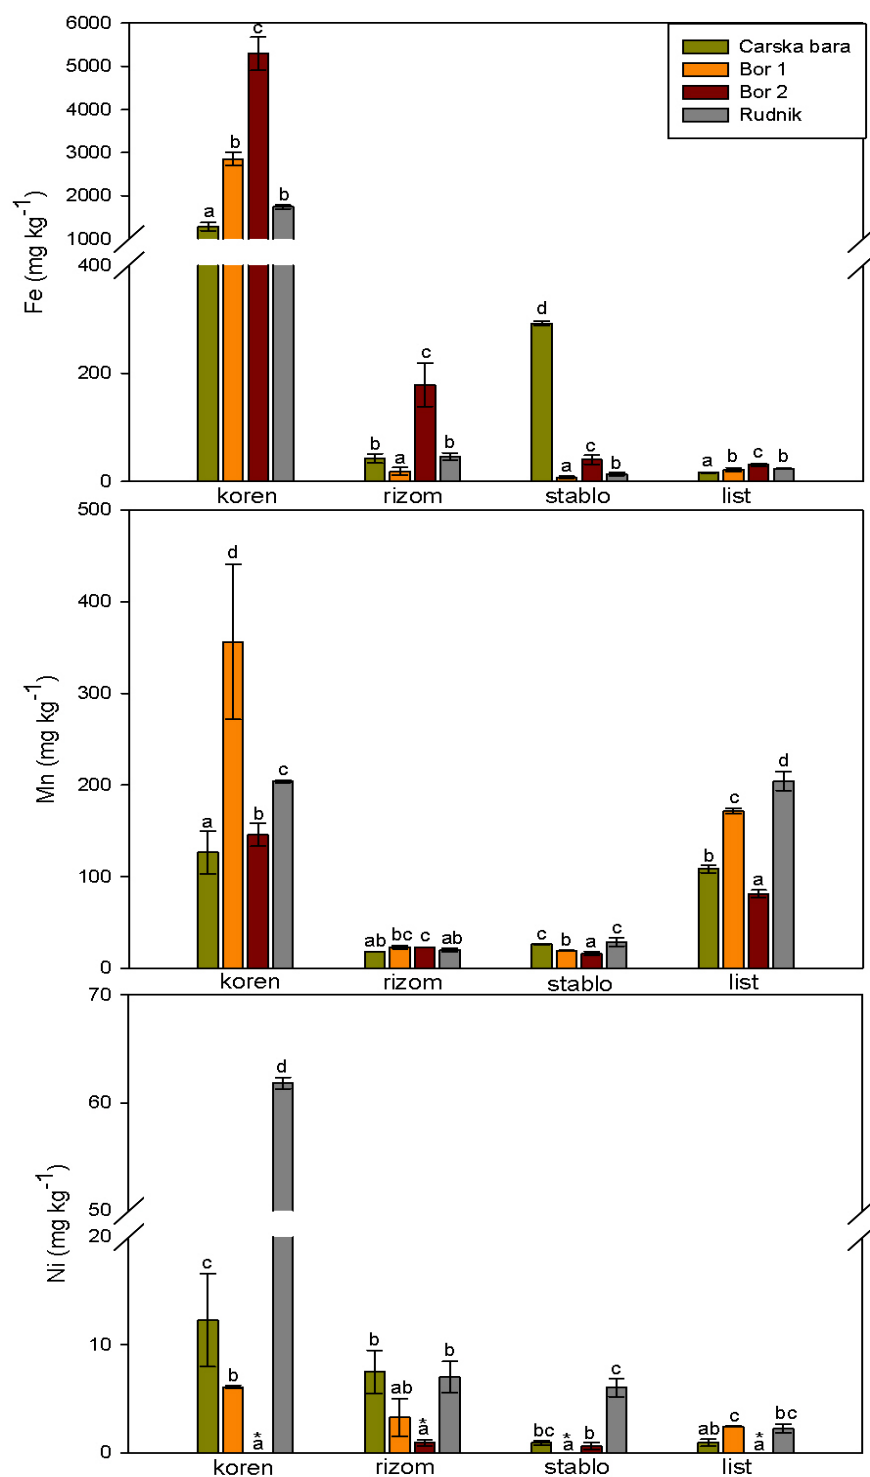 6000
5000
4000
3000
2000
1000
400
200
0
Fe (mg kg-1)
Carska bara
Bor 1
Bor 2
Rudnik
a b c b
b a c b
d a c b
a b c b
koren rizom stablo list
500
400
300
200
100
0
Mn (mg kg-1)
a d b c
ab bc c ab
c b a c
b c a d
koren rizom stablo list
70
60
50
20
10
0
Ni (mg kg-1)
c b * a d
b ab * a b
bc * a b c
ab c * a bc
koren rizom stablo list